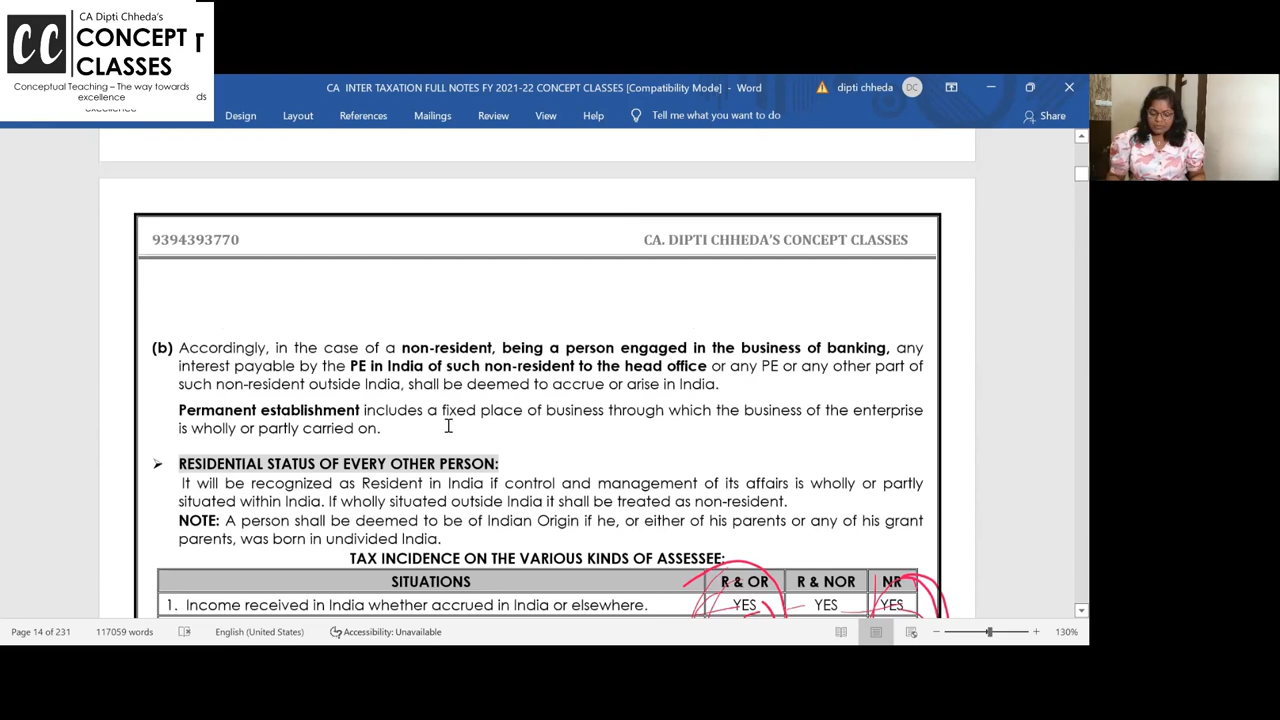 CA Dipti Chheda's
CC CONCEPT
CLASSES
Conceptual Teaching – The way towards
excellence
ds
CA INTER TAXATION FULL NOTES FY 2021-22 CONCEPT CLASSES [Compatibility Mode] - Word
dipti chheda DC
Design Layout References Mailings Review View Help Tell me what you want to do Share
9394393770 CA. DIPTI CHHEDA'S CONCEPT CLASSES
(b) Accordingly, in the case of a non-resident, being a person engaged in the business of banking, any
interest payable by the PE in India of such non-resident to the head office or any PE or any other part of
such non-resident outside India, shall be deemed to accrue or arise in India.
Permanent establishment includes a fixed place of business through which the business of the enterprise
is wholly or partly carried on.
➢ RESIDENTIAL STATUS OF EVERY OTHER PERSON:
It will be recognized as Resident in India if control and management of its affairs is wholly or partly
situated within India. If wholly situated outside India it shall be treated as non-resident.
NOTE: A person shall be deemed to be of Indian Origin if he, or either of his parents or any of his grant
parents, was born in undivided India.
TAX INCIDENCE ON THE VARIOUS KINDS OF ASSESSEE:
SITUATIONS R & OR R & NOR NR
1. Income received in India whether accrued in India or elsewhere. YES YES YES
Page 14 of 231 117059 words English (United States) Accessibility: Unavailable 130%